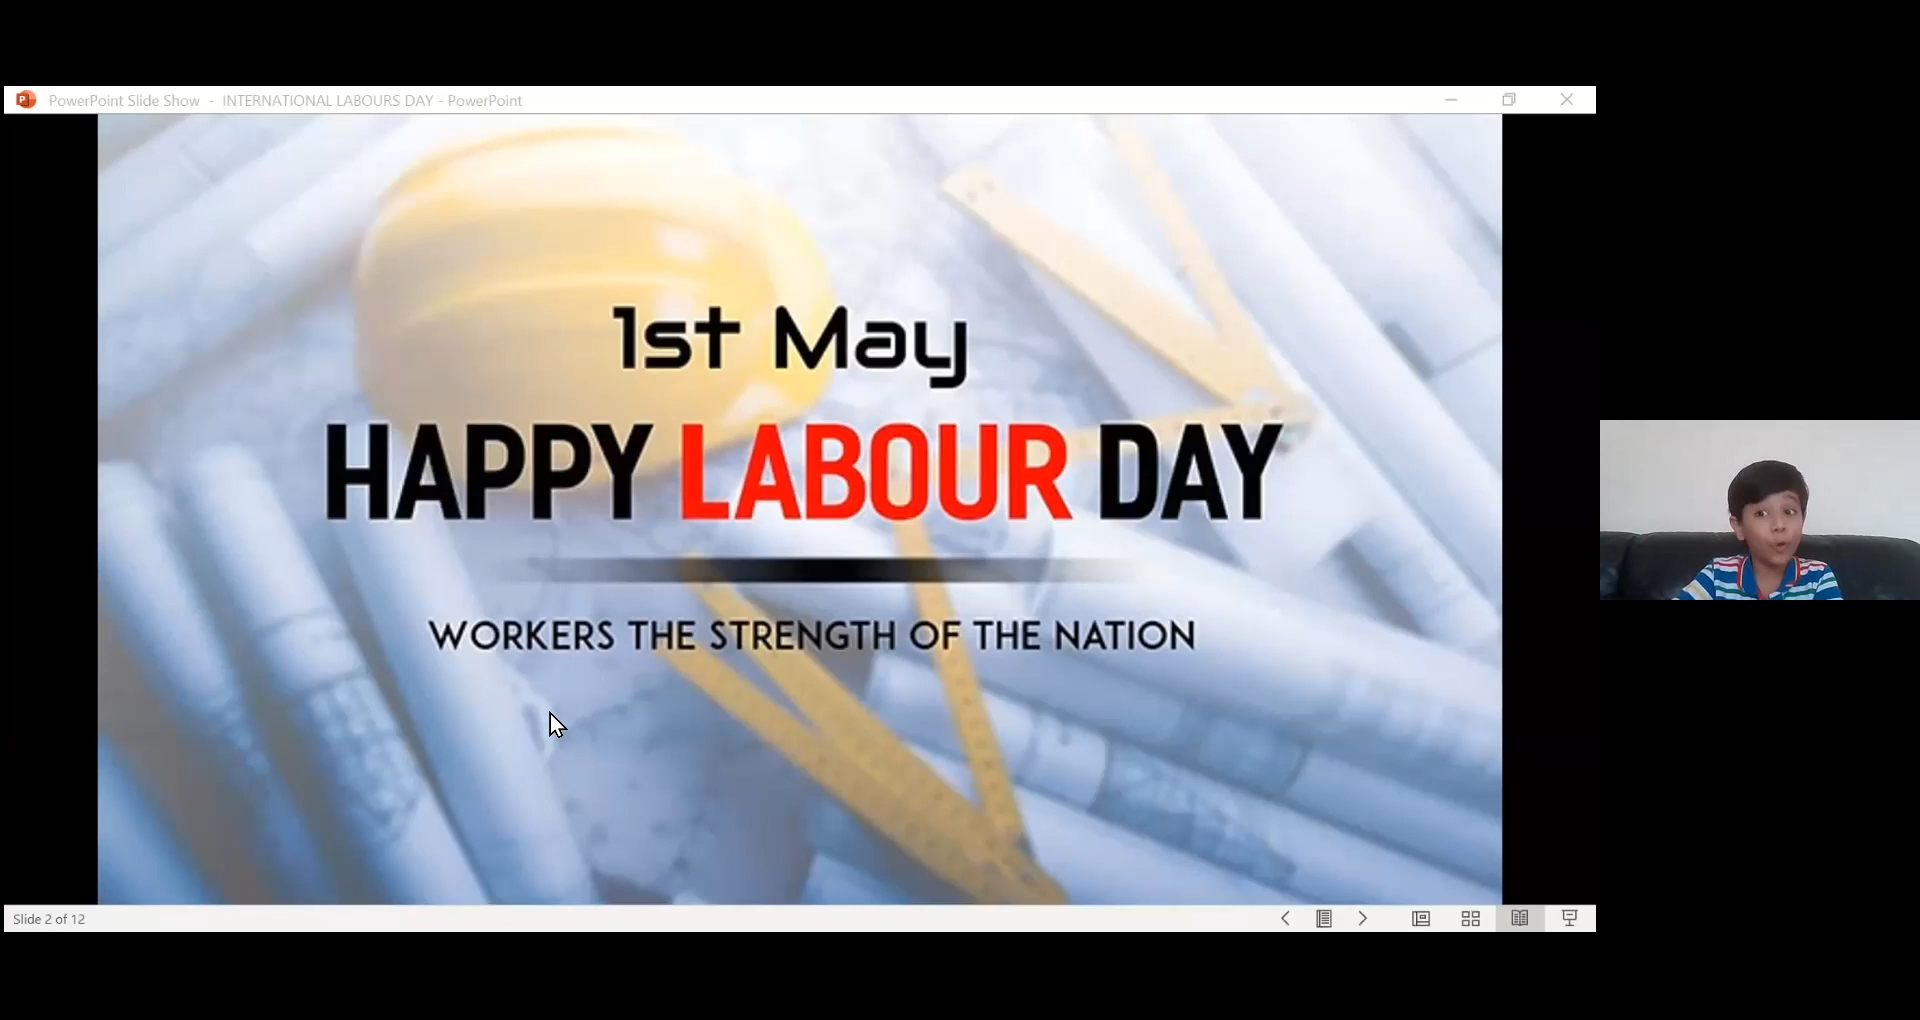 PowerPoint Slide Show - INTERNATIONAL LABOURS DAY - PowerPoint
1st May
HAPPY LABOUR DAY
WORKERS THE STRENGTH OF THE NATION
Slide 2 of 12